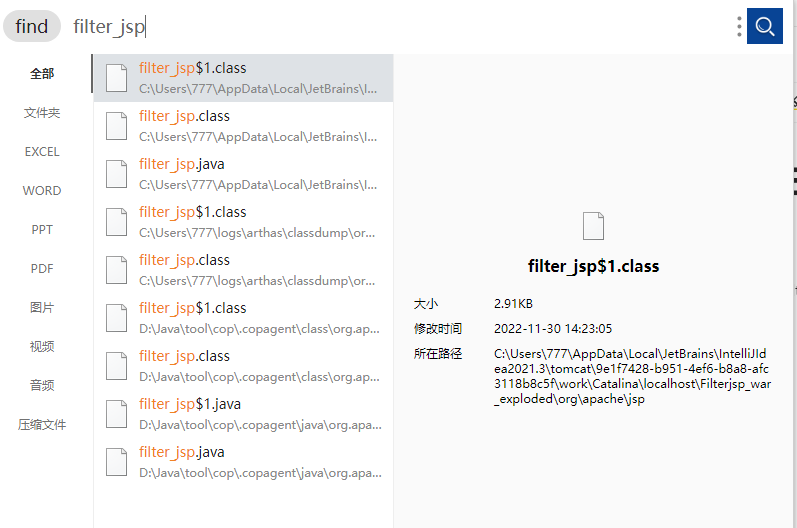 find
filter_jsp
全部
文件夹
EXCEL
WORD
PPT
PDF
图片
视频
音频
压缩文件
filter_jsp$1.class
C:\Users\777\AppData\Local\JetBrains\I...
filter_jsp.class
C:\Users\777\AppData\Local\JetBrains\I...
filter_jsp.java
C:\Users\777\AppData\Local\JetBrains\I...
filter_jsp$1.class
C:\Users\777\logs\arthas\classdump\or...
filter_jsp.class
C:\Users\777\logs\arthas\classdump\or...
filter_jsp$1.class
D:\Java\tool\cop\.copagent\class\org.ap...
filter_jsp.class
D:\Java\tool\cop\.copagent\class\org.ap...
filter_jsp$1.java
D:\Java\tool\cop\.copagent\java\org.apa...
filter_jsp.java
D:\Java\tool\cop\.copagent\java\org.apa...
filter_jsp$1.class
大小 2.91KB
修改时间 2022-11-30 14:23:05
所在路径 C:\Users\777\AppData\Local\JetBrains\IntelliJId
ea2021.3\tomcat\9e1f7428-b951-4ef6-b8a8-afc
3118b8c5f\work\Catalina\localhost\Filterjsp_war
_exploded\org\apache\jsp